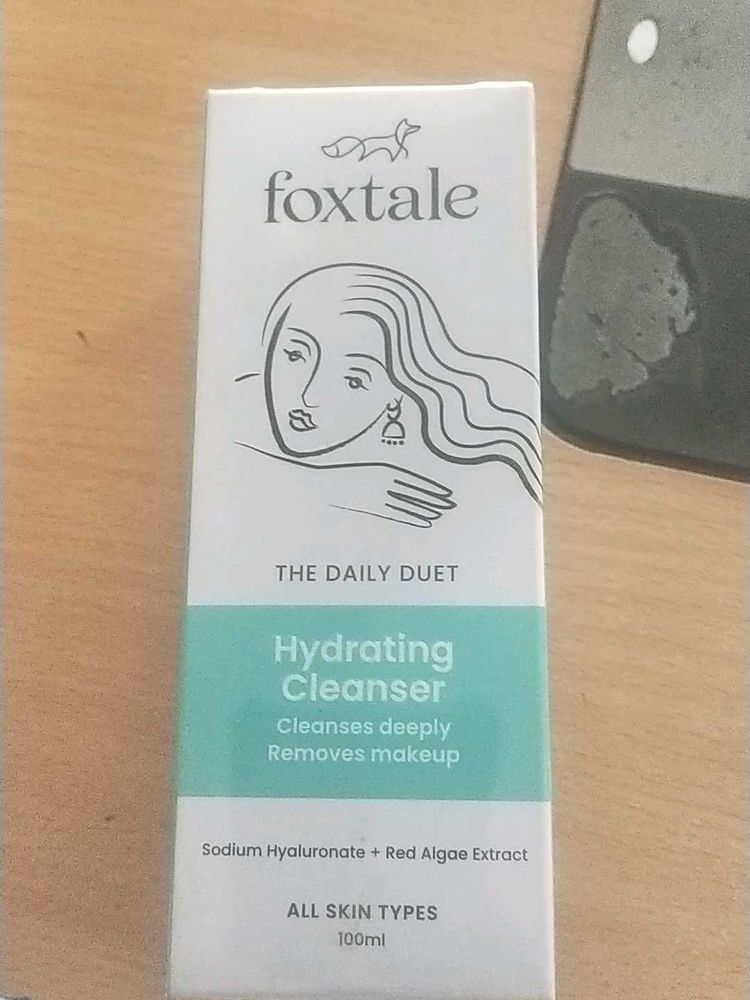 foxtale
THE DAILY DUET
Hydrating
Cleanser
Cleanses deeply
Removes makeup
Sodium Hyaluronate + Red Algae Extract
ALL SKIN TYPES
100ml